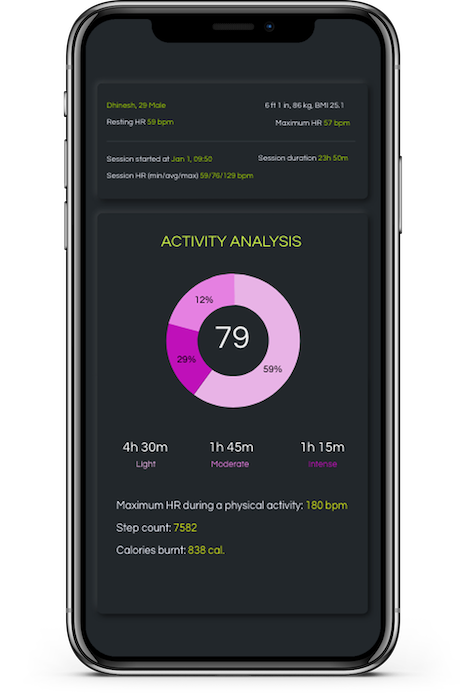 Dhinesh, 29 Male 6 ft 1 in, 86 kg, BMI 25.1
Resting HR 59 bpm Maximum HR 57 bpm
Session started at Jan 1, 09:50 Session duration 23h 50m
Session HR (min/avg/max) 59/76/129 bpm
ACTIVITY ANALYSIS
12%
79
29%
59%
4h 30m 1h 45m 1h 15m
Light Moderate Intense
Maximum HR during a physical activity: 180 bpm
Step count: 7582
Calories burnt: 838 cal.